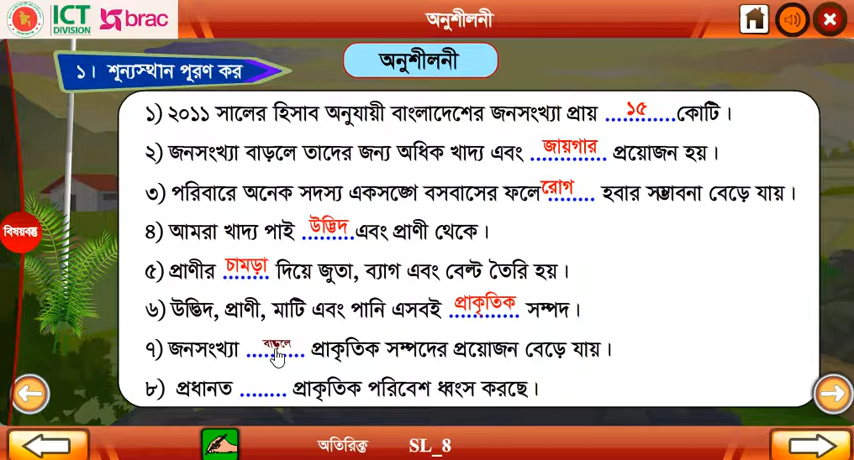 ICT DIVISION brac অনুশীলনী
অনুশীলনী
১। শূন্যস্থান পূরণ কর
১) ২০১১ সালের হিসাব অনুযায়ী বাংলাদেশের জনসংখ্যা প্রায় ...১৫...কোটি।
২) জনসংখ্যা বাড়লে তাদের জন্য অধিক খাদ্য এবং ...জায়গার... প্রয়োজন হয়।
৩) পরিবারে অনেক সদস্য একসঙ্গে বসবাসের ফলে...রোগ... হবার সম্ভাবনা বেড়ে যায়।
বিষয়বস্তু
৪) আমরা খাদ্য পাই ...উদ্ভিদ...এবং প্রাণী থেকে।
৫) প্রাণীর ...চামড়া... দিয়ে জুতা, ব্যাগ এবং বেল্ট তৈরি হয়।
৬) উদ্ভিদ, প্রাণী, মাটি এবং পানি এসবই ...প্রাকৃতিক... সম্পদ।
৭) জনসংখ্যা ...বাড়লে... প্রাকৃতিক সম্পদের প্রয়োজন বেড়ে যায়।
৮) প্রধানত ........ প্রাকৃতিক পরিবেশ ধ্বংস করছে।
অতিরিক্ত SL_8